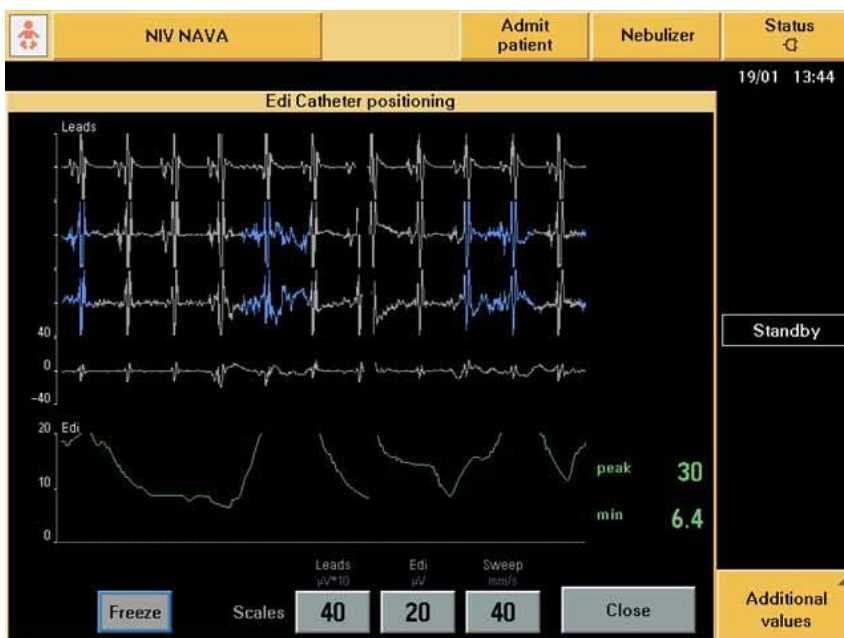 NIV NAVA
Admit
patient
Nebulizer
Status
19/01 13:44
Edi Catheter positioning
Leads
40
0
-40
Standby
20
Edi
10
0
peak 30
min 6.4
Leads Edi Sweep
µV*10 µV mm/s
Freeze Scales 40 20 40 Close
Additional
values